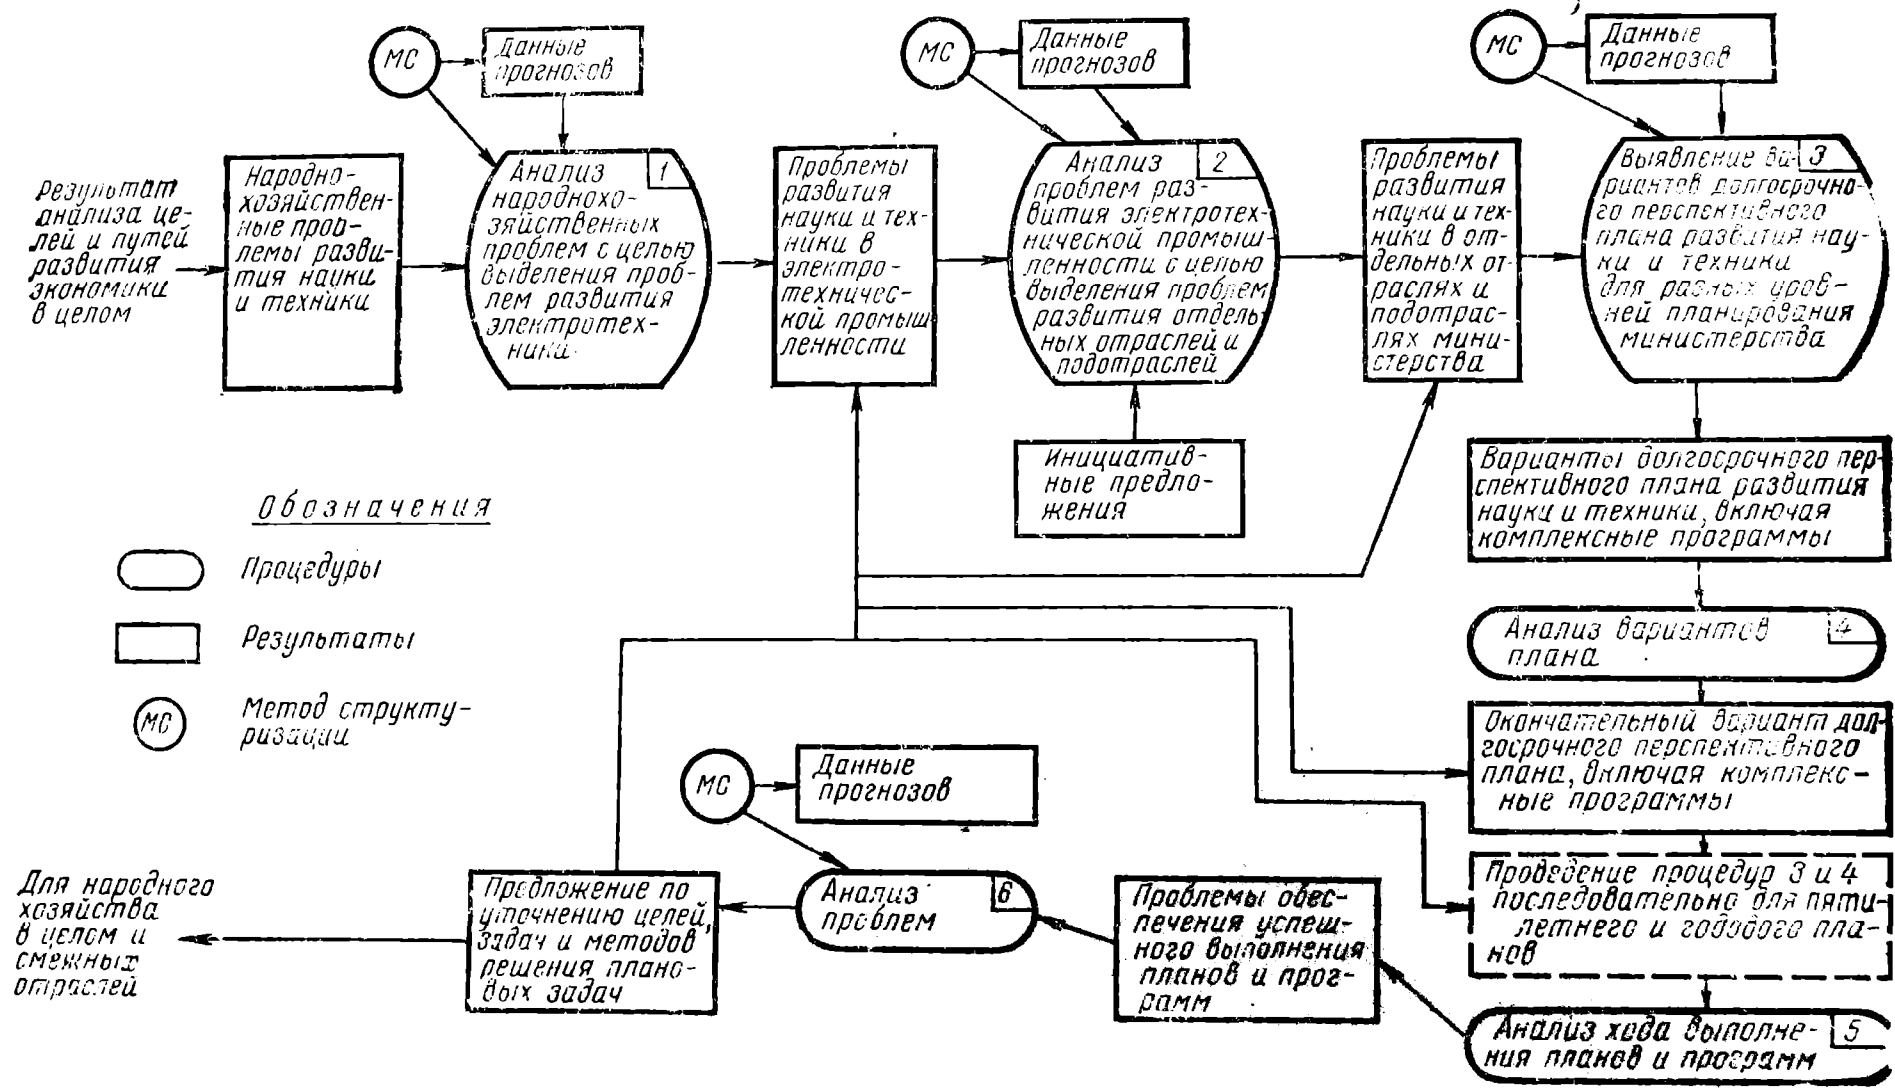 МС
Данные
прогнозов
МС
Данные
прогнозов
МС
Данные
прогнозов
Результат
анализа це-
лей и путей
развития
экономики
в целом
Народно-
хозяйствен-
ные проб-
лемы разви-
тия науки
и техники
1
Анализ
народнохо-
зяйственных
проблем с целью
выделения проб-
лем развития
электротех-
ники
Проблемы
развития
науки и тех-
ники в
электро-
техничес-
кой промыш
ленности
2
Анализ
проблем раз-
вития электротех-
нической промыш-
ленности с целью
выделения проблем
развития отдель-
ных отраслей и
подотраслей
Проблемы
развития
науки и тех-
ники в от-
дельных от-
раслях и
подотрас-
лях мини-
стерства
3
Выявление ва-
риантов долгосрочно-
го перспективного
плана развития нау-
ки и техники
для разных уров-
ней планирования
министерства
Инициатив-
ные предло-
жения
Варианты долгосрочного пер-
спективного плана развития
науки и техники, включая
комплексные программы
Обозначения
Процедуры
Результаты
МС
Метод структу-
ризации
Анализ вариантов
плана
4
Окончательный вариант дол-
госрочного перспективного
плана, включая комплекс-
ные программы
Проведение процедур 3 и 4
последовательно для пяти-
летнего и годового пла-
нов
Анализ хода выполне-
ния планов и программ
5
Проблемы обес-
печения успеш-
ного выполнения
планов и прог-
рамм
МС
Данные
прогнозов
Анализ
проблем
6
Предложение по
уточнению целей,
задач и методов
решения плано-
вых задач
Для народного
хозяйства
в целом и
смежных
отраслей